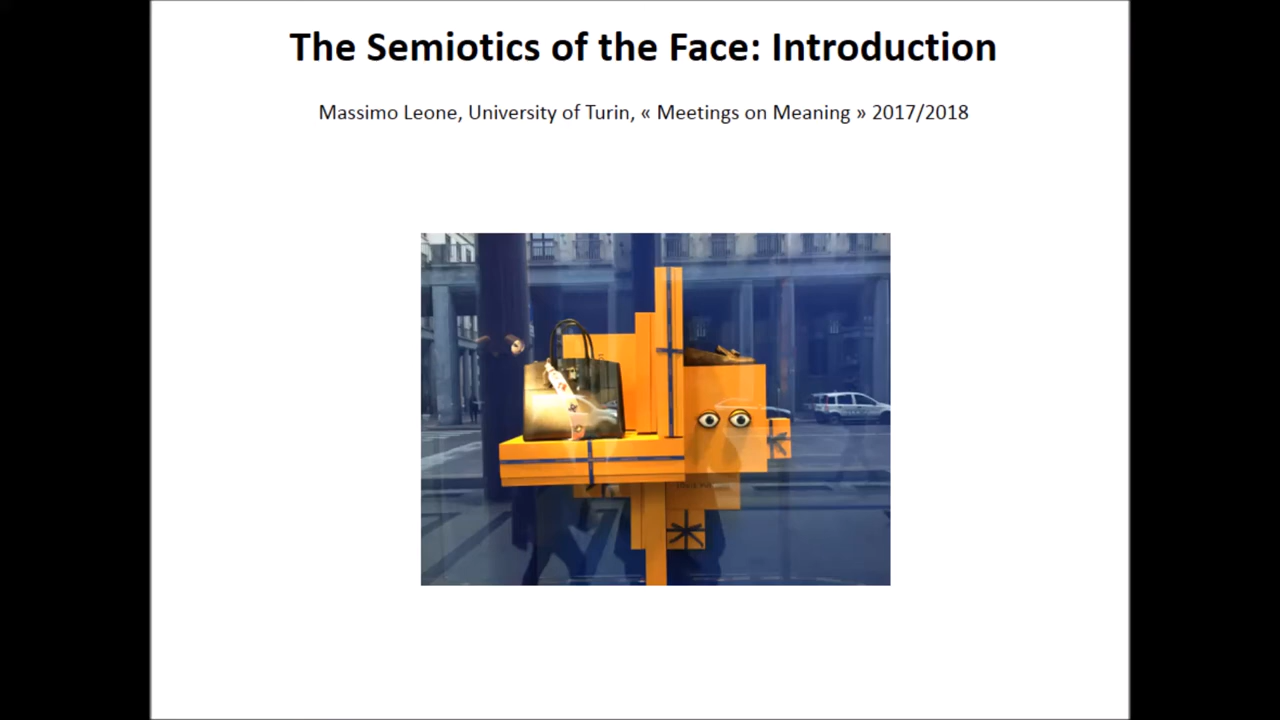 The Semiotics of the Face: Introduction
Massimo Leone, University of Turin, « Meetings on Meaning » 2017/2018